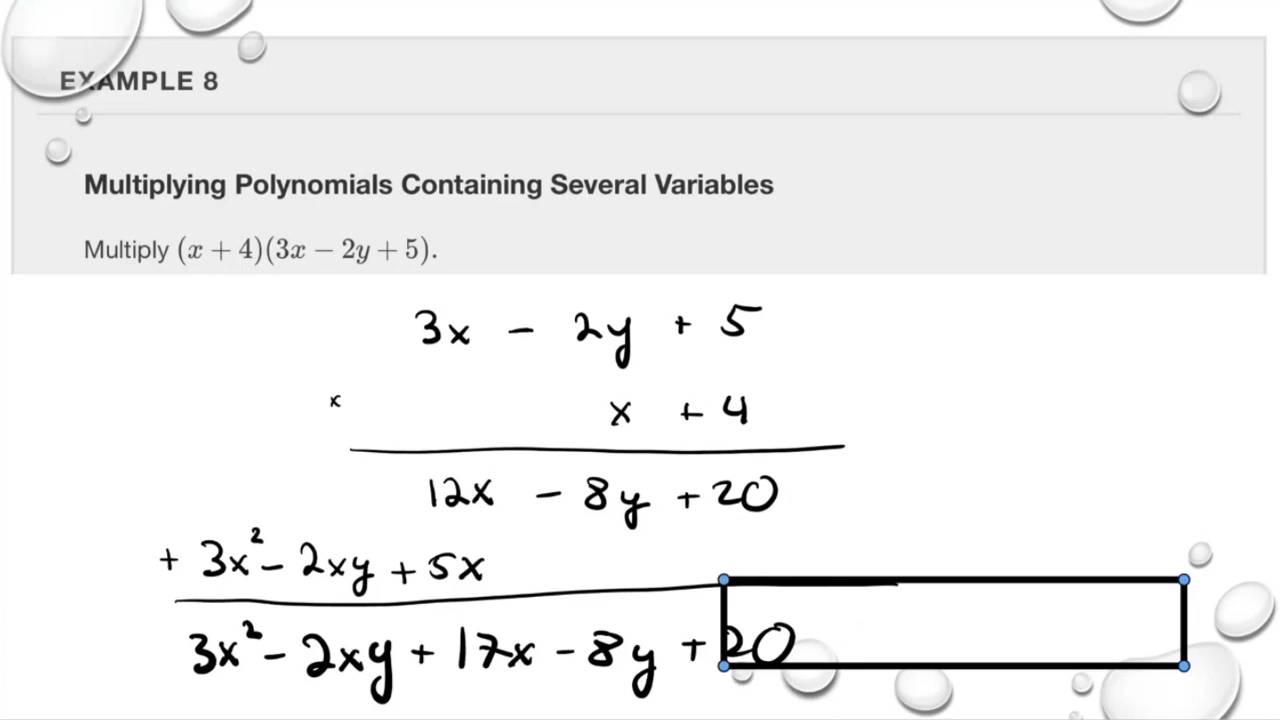 EXAMPLE 8
Multiplying Polynomials Containing Several Variables
Multiply (x + 4)(3x − 2y + 5).
3x - 2y + 5
x x + 4
12x - 8y + 20
+ 3x² - 2xy + 5x
3x² - 2xy + 17x - 8y + 20